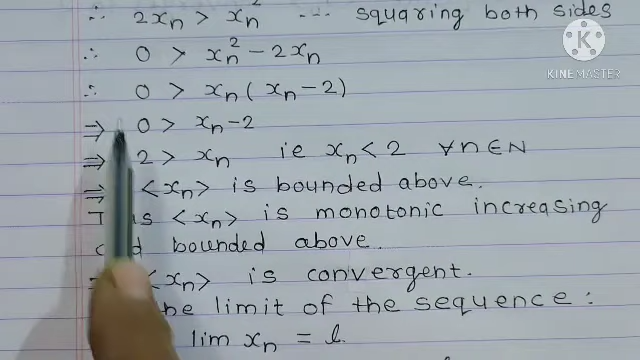 ∴ 2xₙ > xₙ² --- squaring both sides
∴ 0 > xₙ² - 2xₙ
∴ 0 > xₙ ( xₙ - 2)
⇒ 0 > xₙ - 2
⇒ 2 > xₙ ie xₙ < 2 ∀n∈N
⇒ <xₙ> is bounded above.
<xₙ> is monotonic increasing
bounded above.
<xₙ> is convergent.
the limit of the sequence :
lim xₙ = l.
KINEMASTER